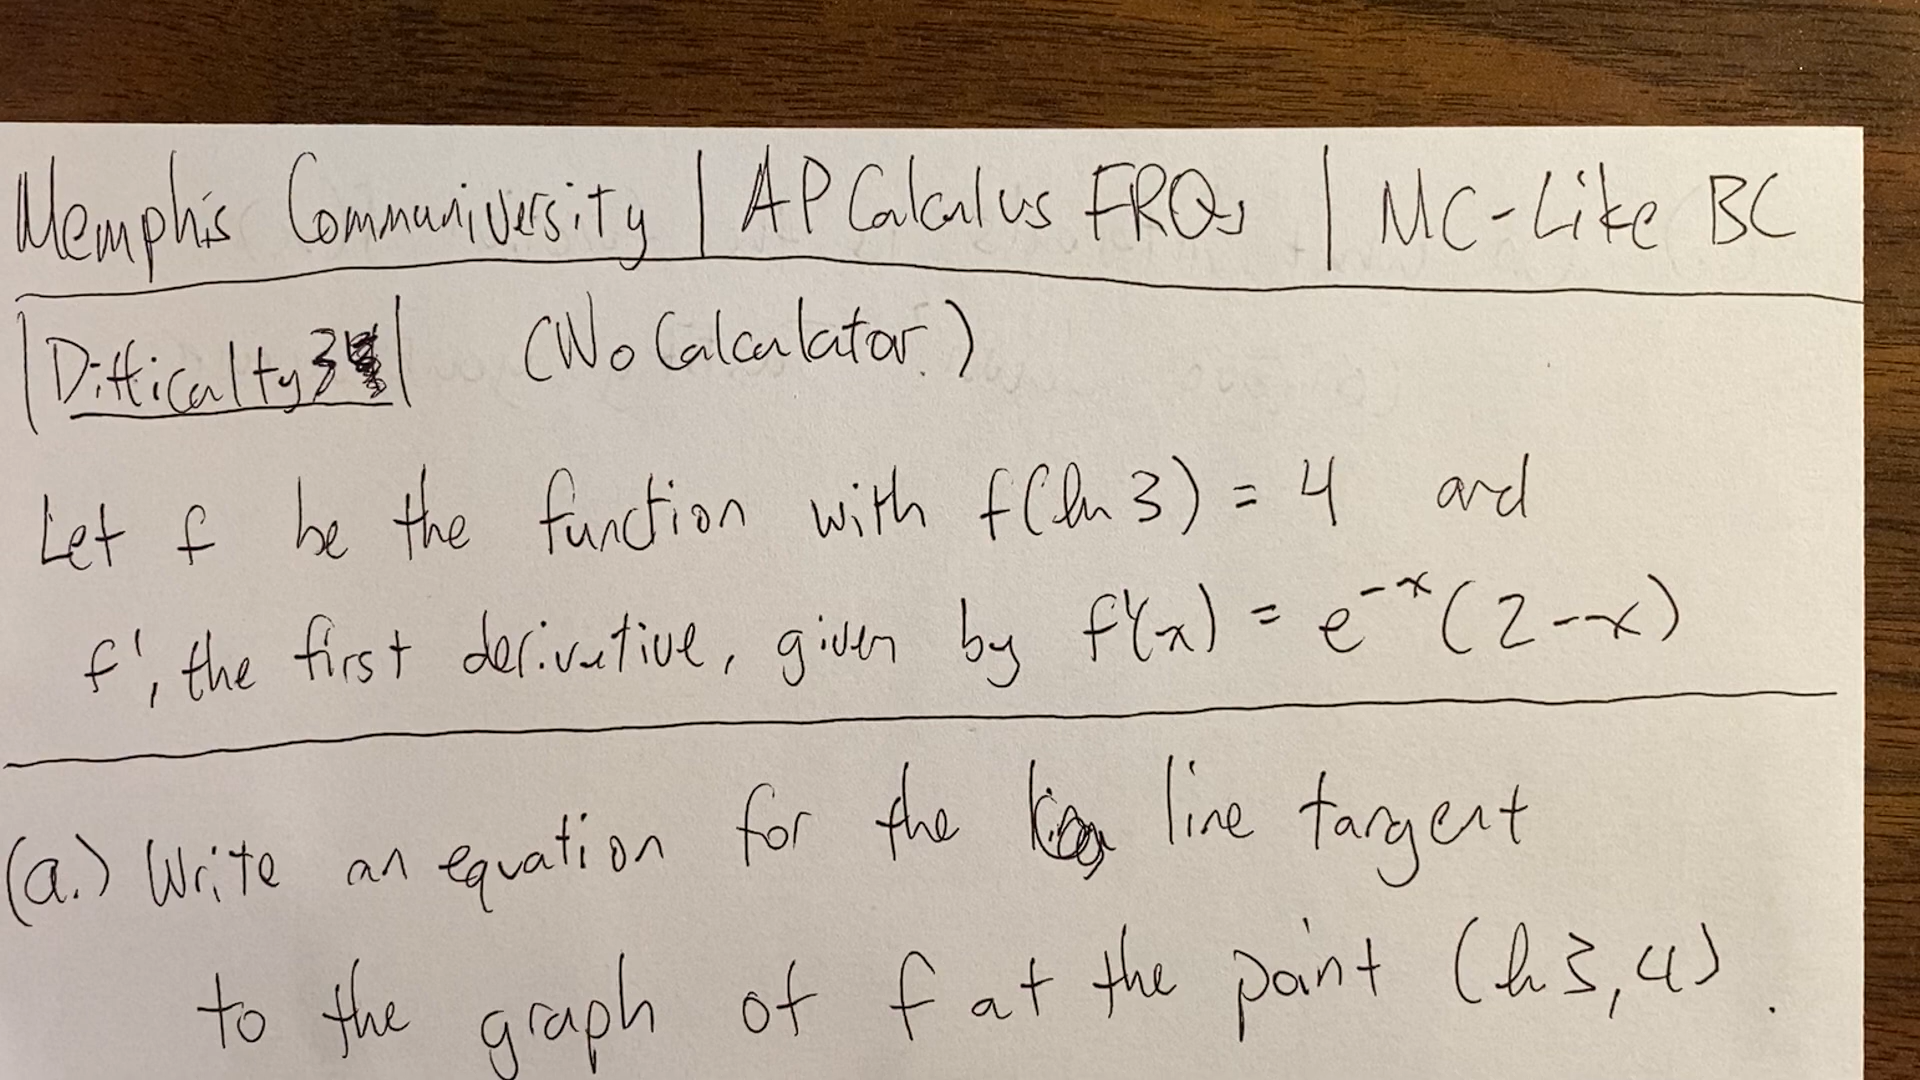 Memphis Communiversity | AP Calculus FRQs | MC-Like BC
Difficulty 3 (No Calculator.)
Let f be the function with f(ln 3) = 4 and
f', the first derivative, given by f'(x) = e^{-x}(2-x)
(a.) Write an equation for the line tangent
to the graph of f at the point (ln 3, 4).